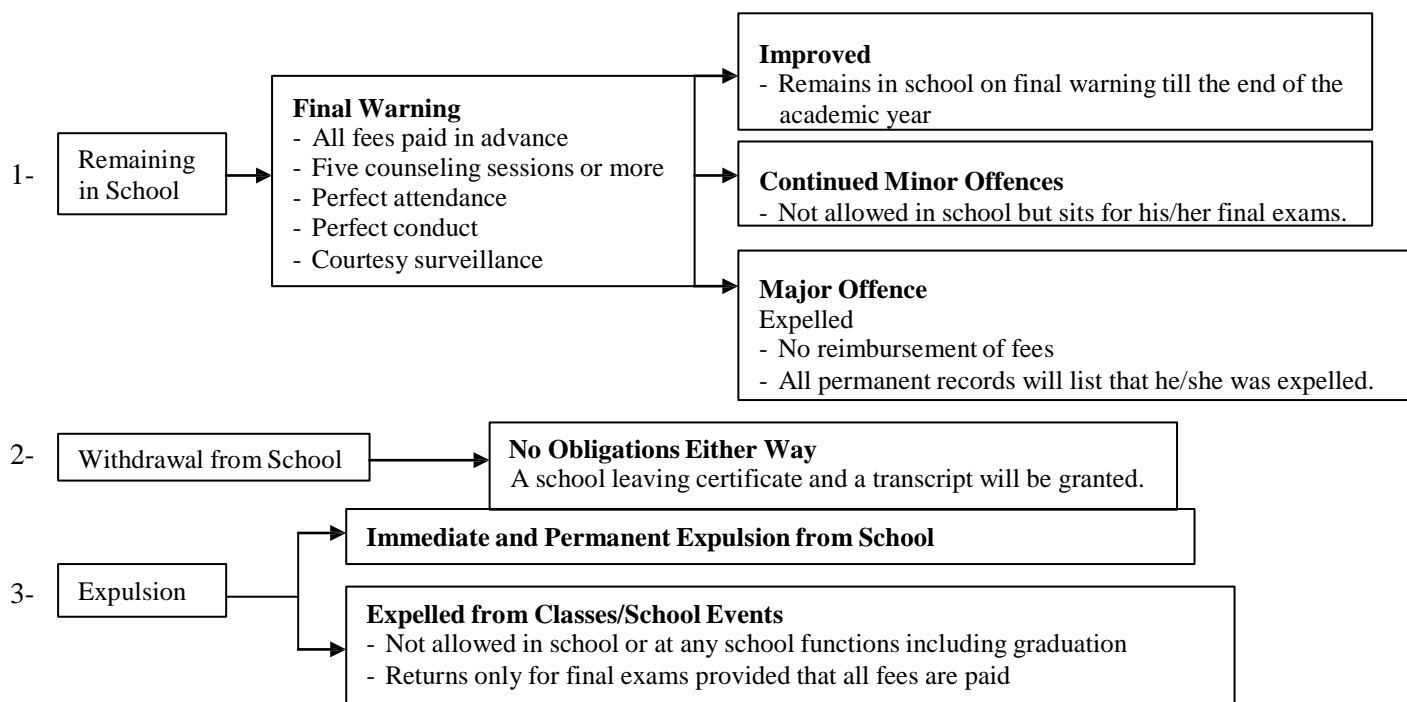 1-
Remaining
in School
Final Warning
- All fees paid in advance
- Five counseling sessions or more
- Perfect attendance
- Perfect conduct
- Courtesy surveillance
Improved
- Remains in school on final warning till the end of the
academic year
Continued Minor Offences
- Not allowed in school but sits for his/her final exams.
Major Offence
Expelled
- No reimbursement of fees
- All permanent records will list that he/she was expelled.
2-
Withdrawal from School
No Obligations Either Way
A school leaving certificate and a transcript will be granted.
3-
Expulsion
Immediate and Permanent Expulsion from School
Expelled from Classes/School Events
- Not allowed in school or at any school functions including graduation
- Returns only for final exams provided that all fees are paid